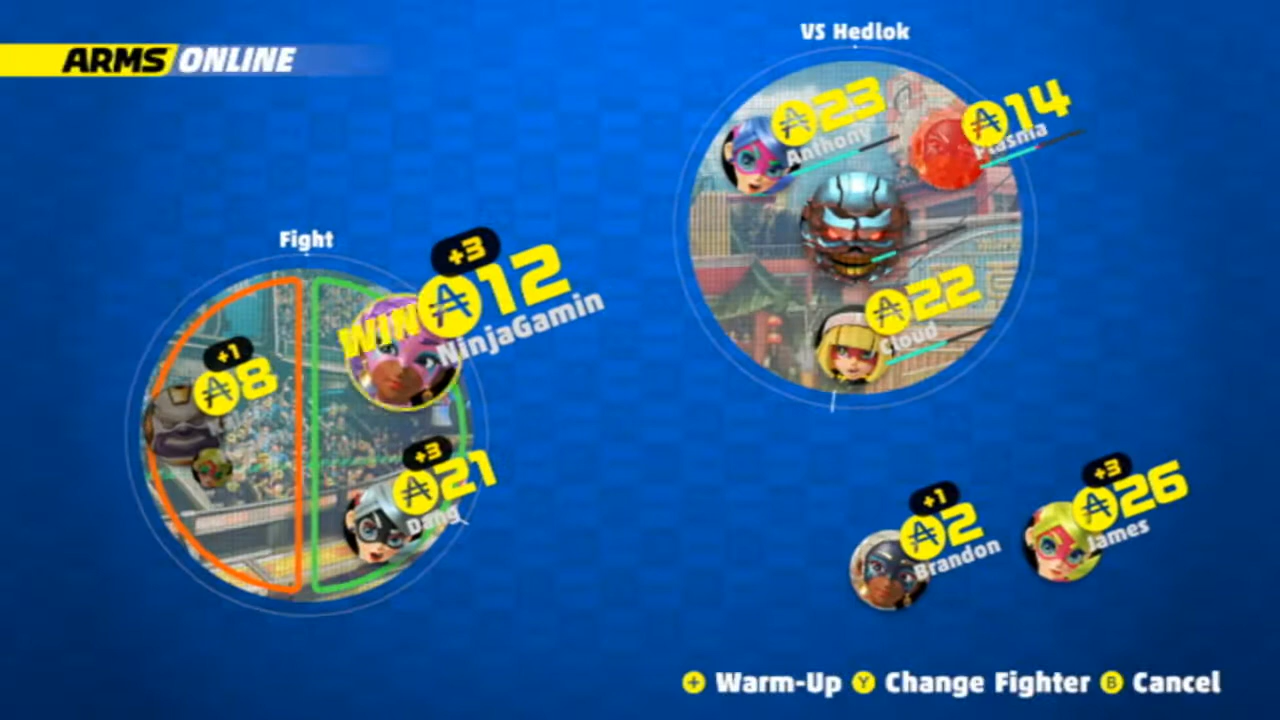 ARMS ONLINE
VS Hedlok
23
Anthony
14
Plasma
22
Cloud
Fight
+3
12
WIN
NinjaGamin
+1
8
+3
21
Dang
+1
2
Brandon
+3
26
James
+ Warm-Up Y Change Fighter B Cancel